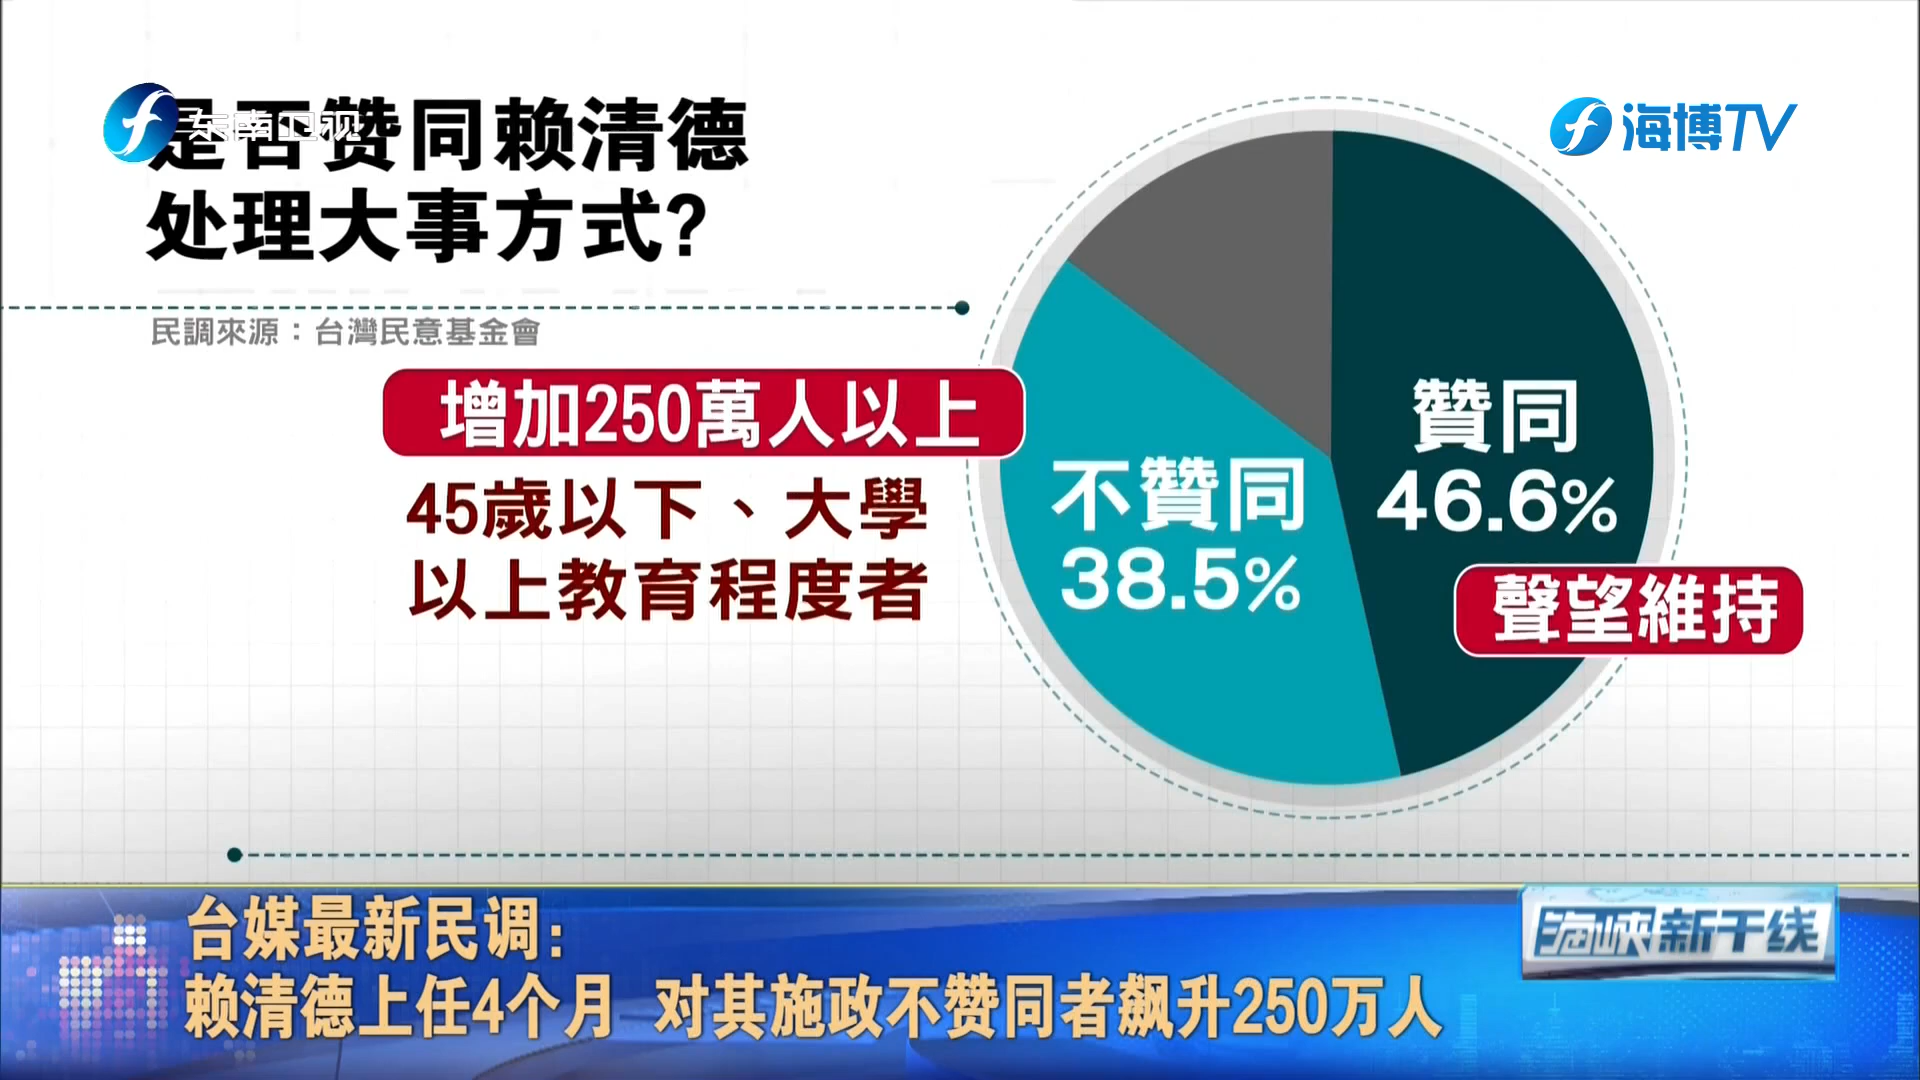 是否赞同赖清德
东南卫视
海博TV
处理大事方式?
民調來源：台灣民意基金會
增加250萬人以上
45歲以下、大學
以上教育程度者
贊同
46.6%
不贊同
38.5%
聲望維持
台媒最新民调:
海峡新干线
赖清德上任4个月 对其施政不赞同者飙升250万人